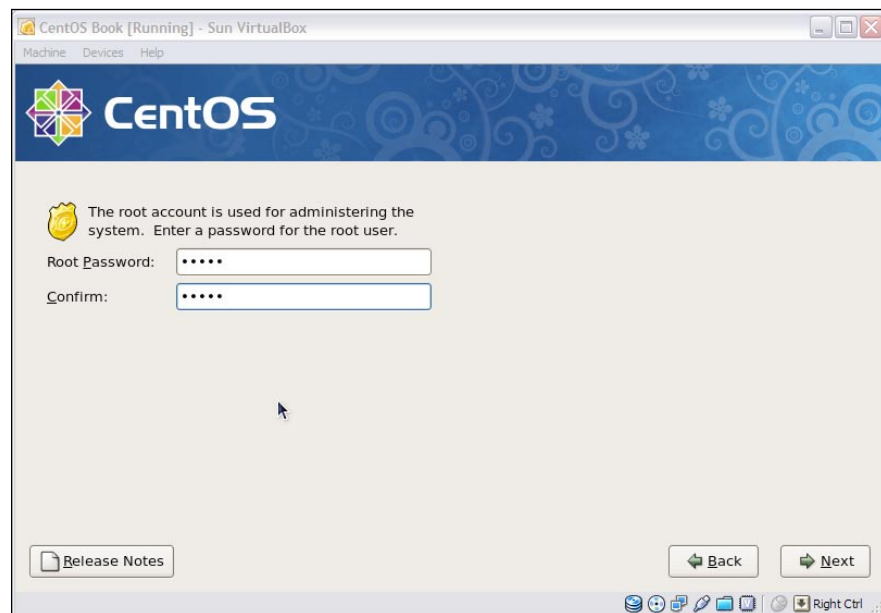 CentOS Book [Running] - Sun VirtualBox
Machine Devices Help
CentOS
The root account is used for administering the
system. Enter a password for the root user.
Root Password: •••••
Confirm: •••••
Release Notes
Back
Next
Right Ctrl